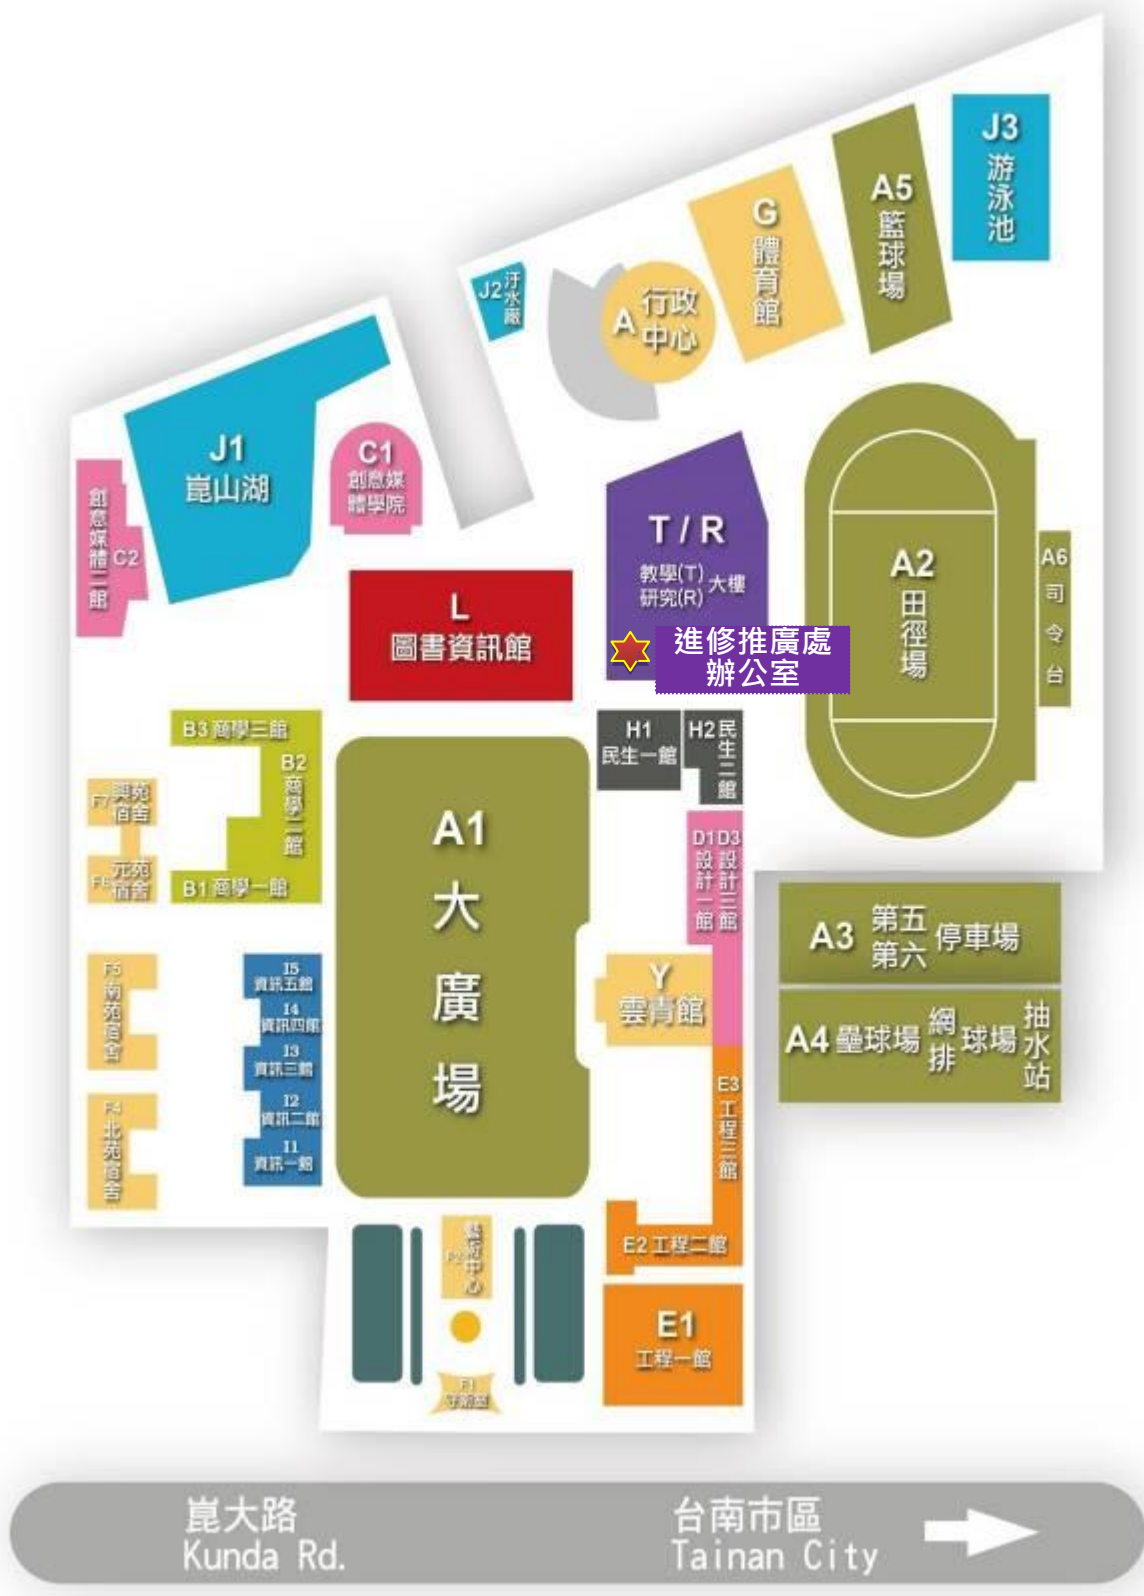 J3
游泳池
A5
籃球場
G
體育館
J2 汙水廠
A 行政中心
J1
崑山湖
C1
創意媒
體學院
創意媒體二館
C2
T / R
教學(T)
研究(R)
大樓
A2
田徑場
A6
司令台
L
圖書資訊館
進修推廣處
辦公室
H1
民生一館
H2 民生二館
B3 商學三館
B2
商學二館
B1 商學一館
F7 興苑宿舍
F6 元苑宿舍
A1
大廣場
D1 設計一館
D3 設計三館
A3 第五第六停車場
A4 壘球場 網排球場 抽水站
F5
南苑宿舍
I5
資訊五館
I4
資訊四館
I3
資訊三館
I2
資訊二館
I1
資訊一館
Y
雲青館
F4
北苑宿舍
E3
工程三館
F2 藝術中心
E2 工程二館
E1
工程一館
F1
守衛室
崑大路
Kunda Rd.
台南市區
Tainan City